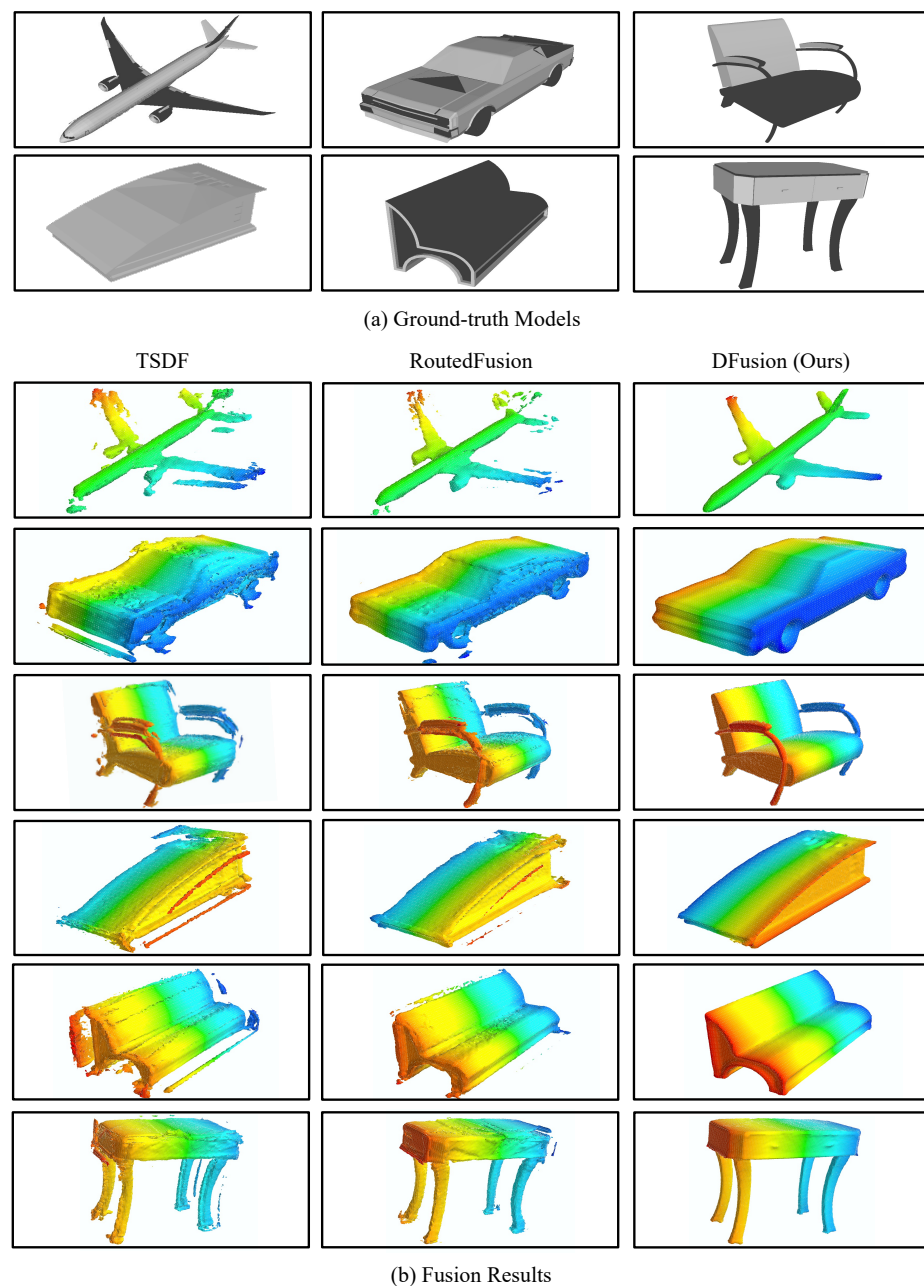 (a) Ground-truth Models
TSDF RoutedFusion DFusion (Ours)
(b) Fusion Results